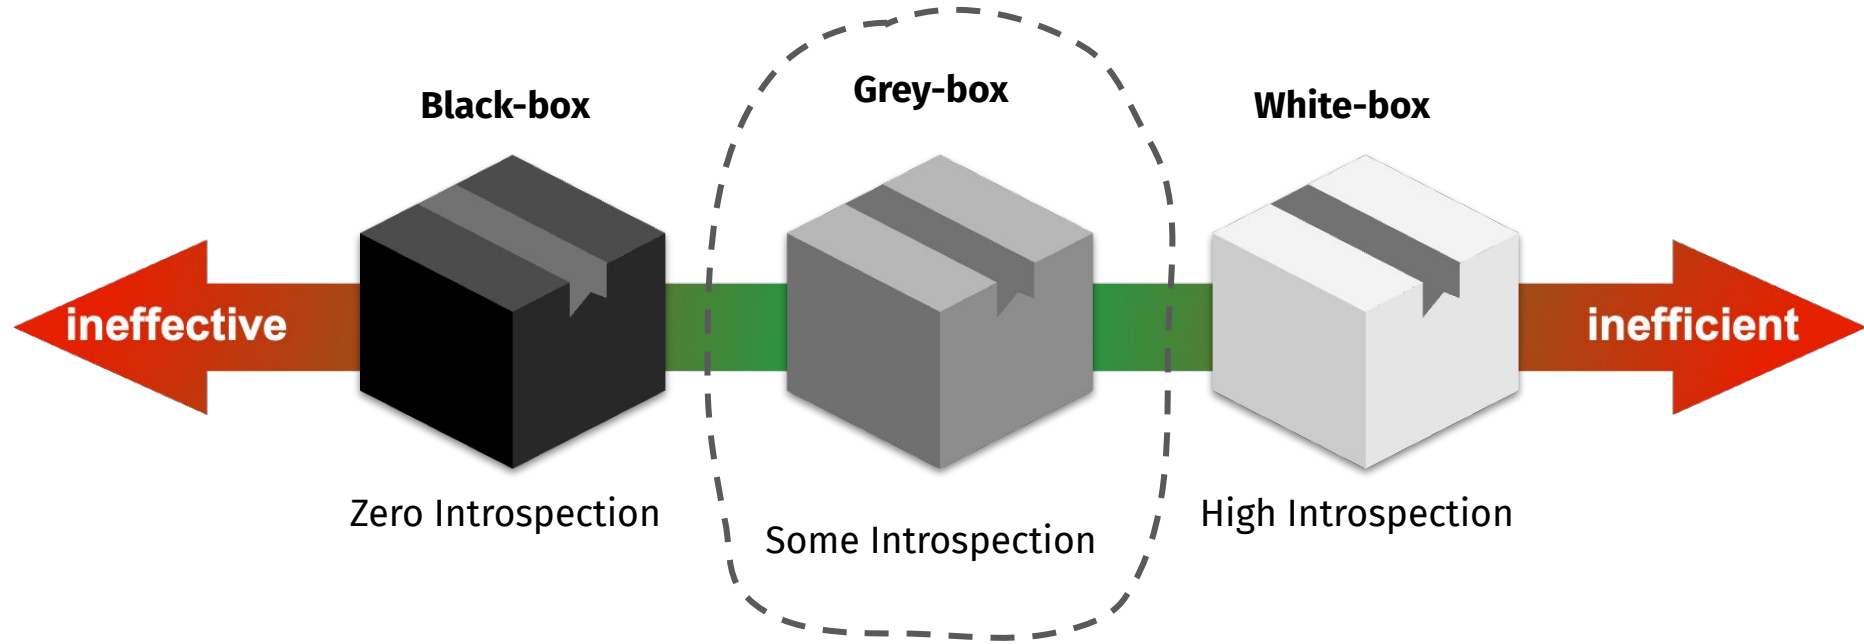 Black-box
Grey-box
White-box
ineffective
inefficient
Zero Introspection
Some Introspection
High Introspection